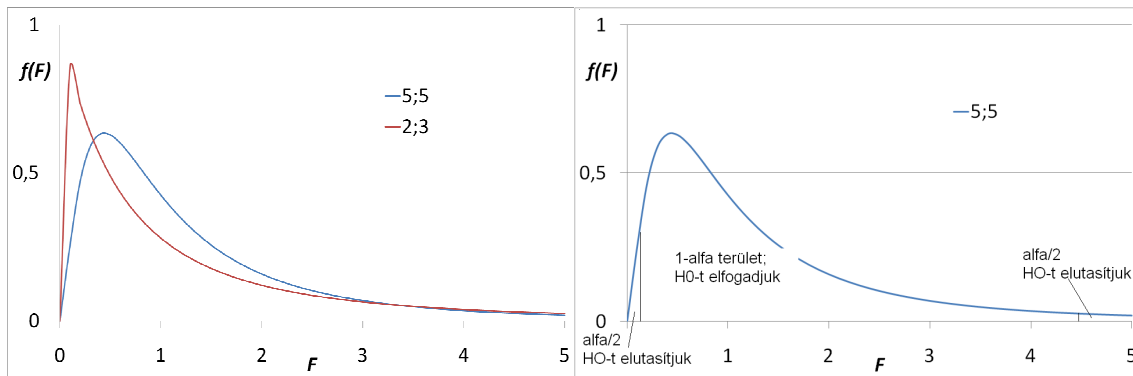 1
f(F)
5;5
2;3
0,5
0
0
1
2
3
4
5
F
1
f(F)
5;5
0,5
1-alfa terület;
H0-t elfogadjuk
alfa/2
HO-t elutasítjuk
0
alfa/2
HO-t elutasítjuk
1
2
3
4
5
F